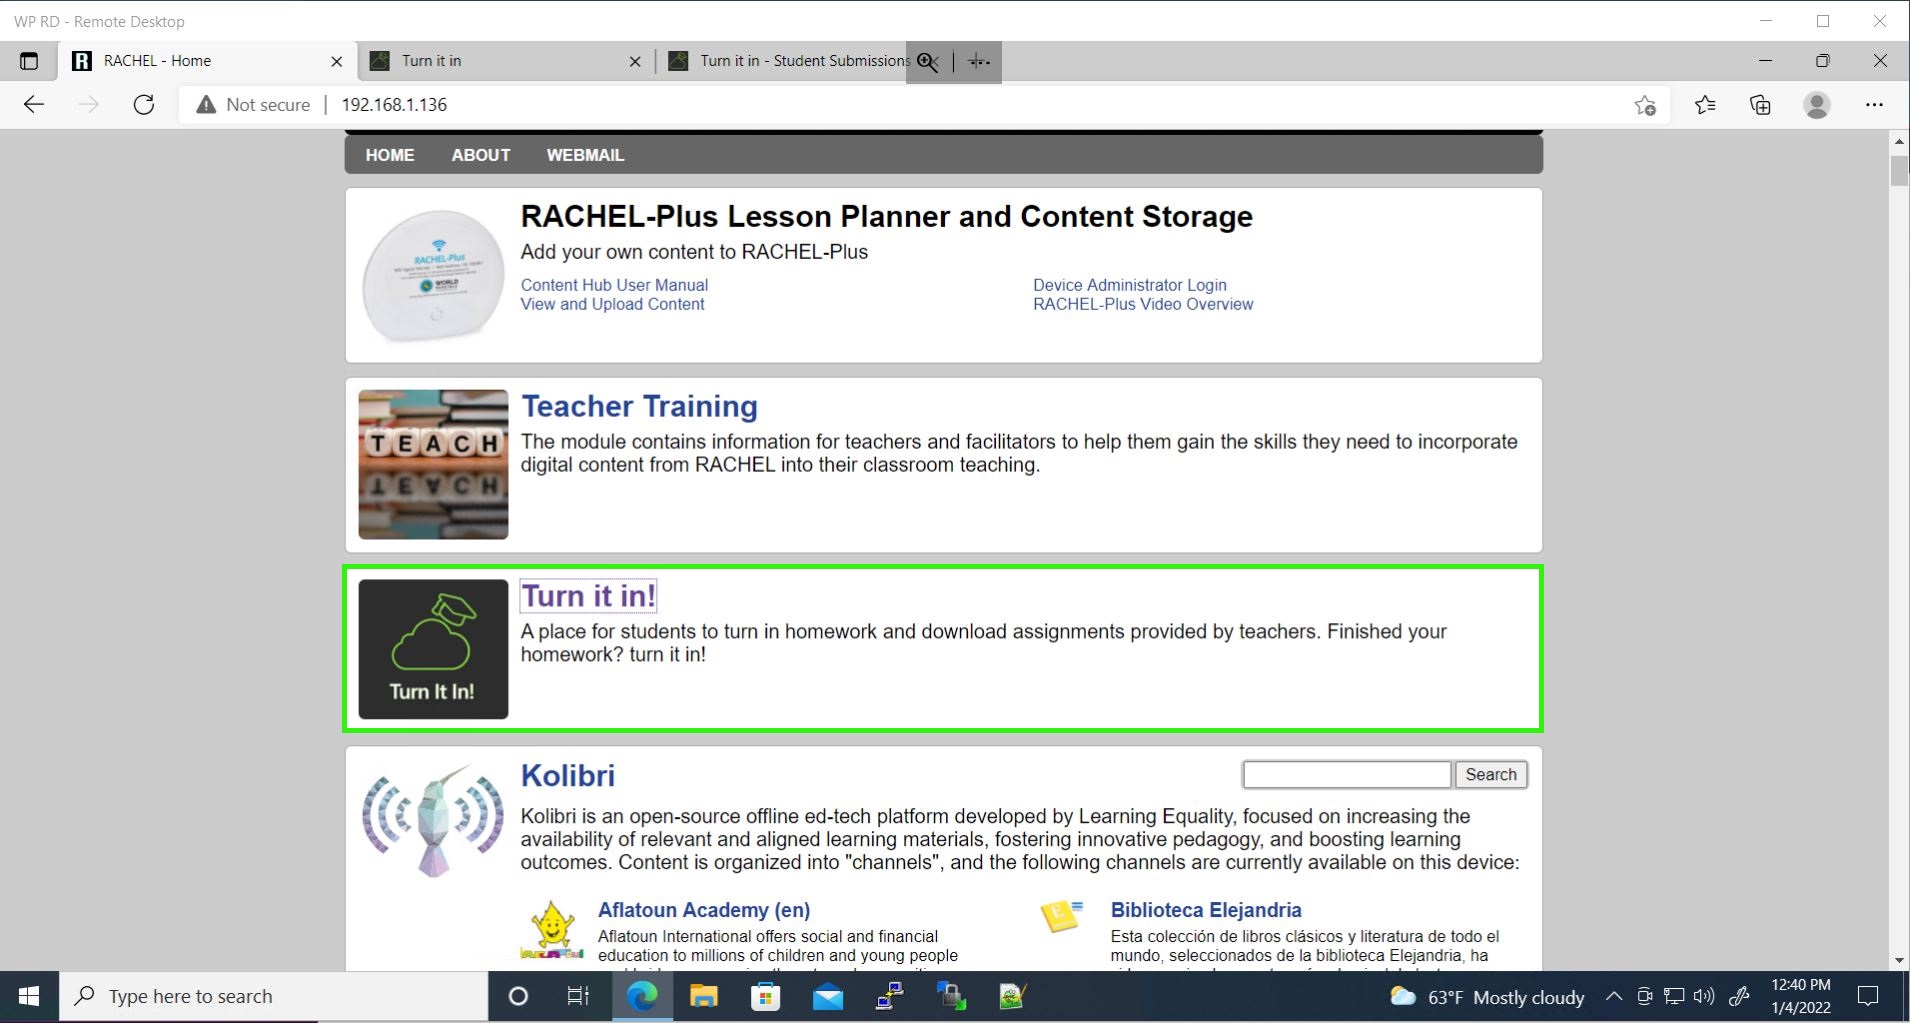 WP RD - Remote Desktop
RACHEL - Home
Turn it in
Turn it in - Student Submissions
Not secure
192.168.1.136
HOME ABOUT WEBMAIL
RACHEL-Plus Lesson Planner and Content Storage
Add your own content to RACHEL-Plus
Content Hub User Manual
Device Administrator Login
View and Upload Content
RACHEL-Plus Video Overview
RACHEL-Plus
WORLD
POSSIBLE
Teacher Training
The module contains information for teachers and facilitators to help them gain the skills they need to incorporate
digital content from RACHEL into their classroom teaching.
TEACH
Turn it in!
A place for students to turn in homework and download assignments provided by teachers. Finished your
homework? turn it in!
Turn It In!
Kolibri
Search
Kolibri is an open-source offline ed-tech platform developed by Learning Equality, focused on increasing the
availability of relevant and aligned learning materials, fostering innovative pedagogy, and boosting learning
outcomes. Content is organized into "channels", and the following channels are currently available on this device:
Aflatoun Academy (en)
Aflatoun International offers social and financial
education to millions of children and young people
Biblioteca Elejandria
Esta colección de libros clásicos y literatura de todo el
mundo, seleccionados de la biblioteca Elejandria, ha
Type here to search
63°F Mostly cloudy
12:40 PM
1/4/2022